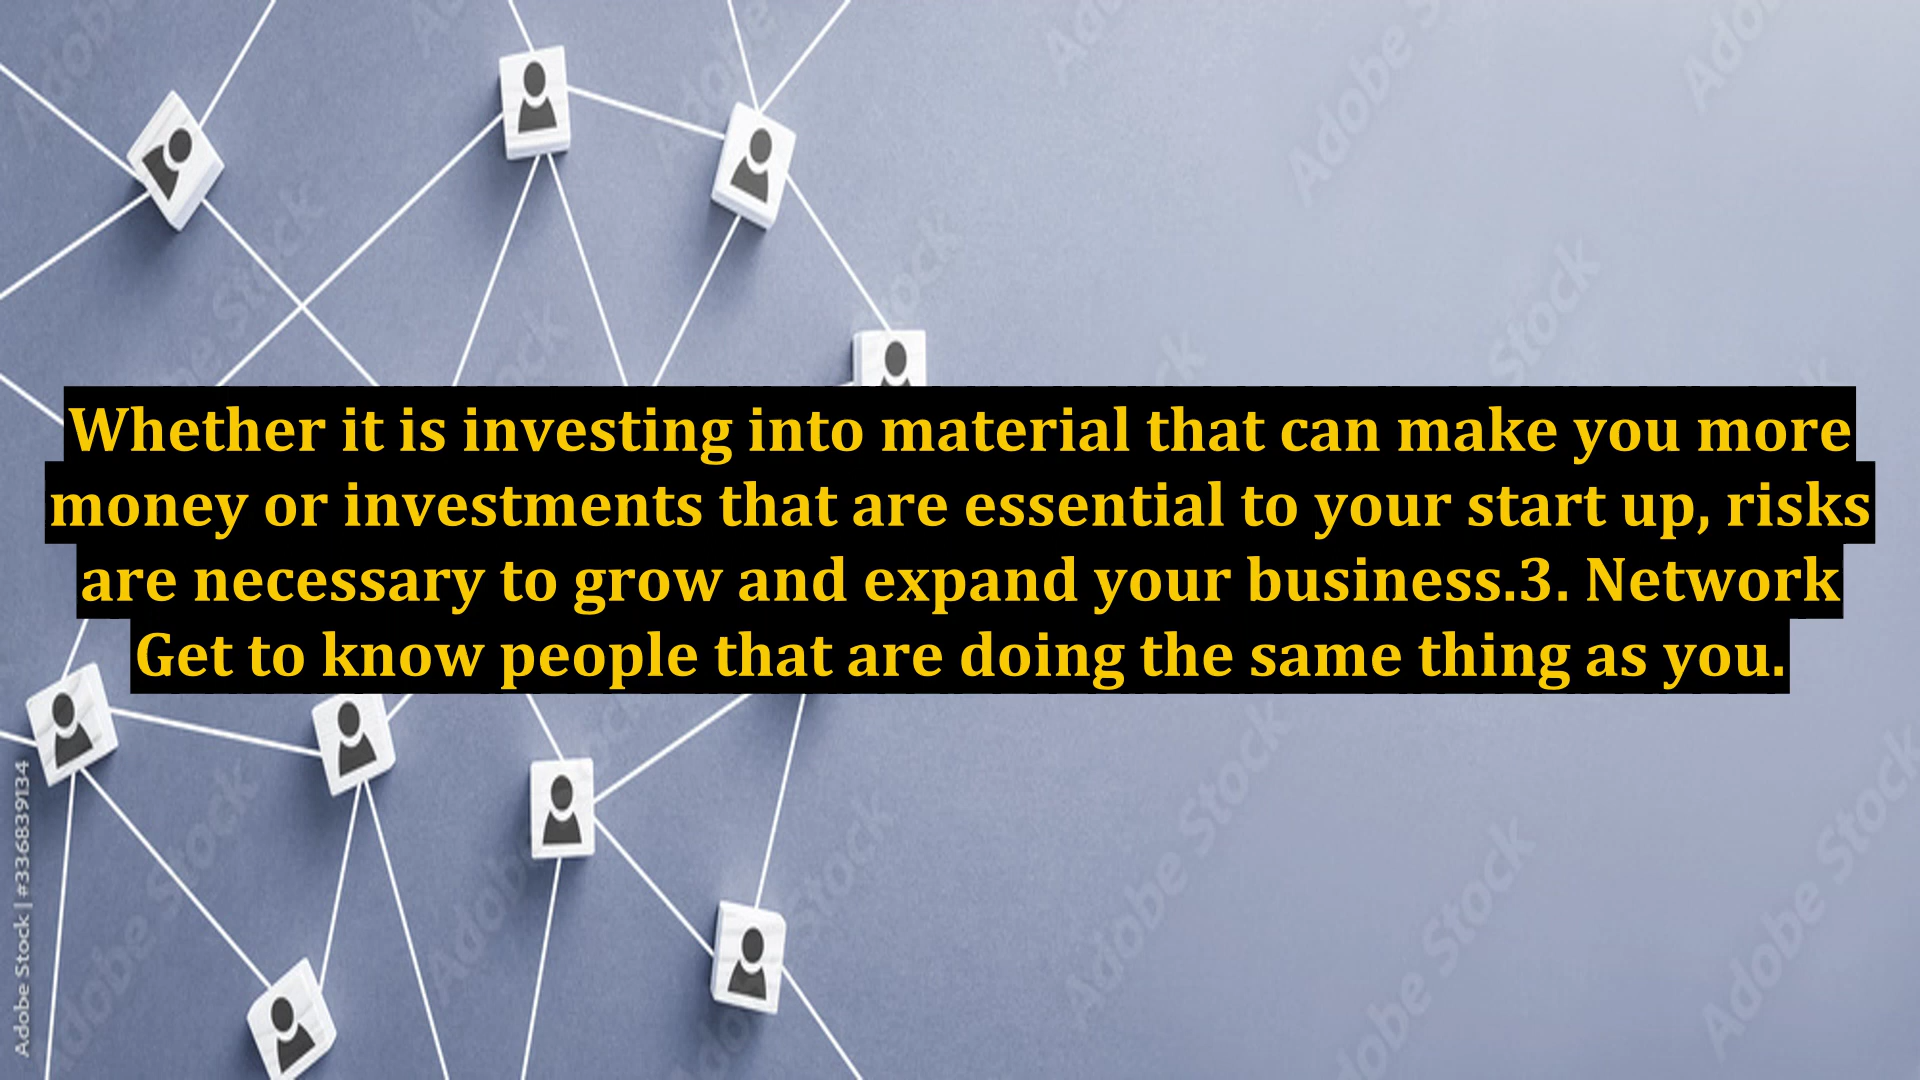 Whether it is investing into material that can make you more
money or investments that are essential to your start up, risks
are necessary to grow and expand your business.3. Network
Get to know people that are doing the same thing as you.
Adobe Stock | #336839134
Adobe Stock